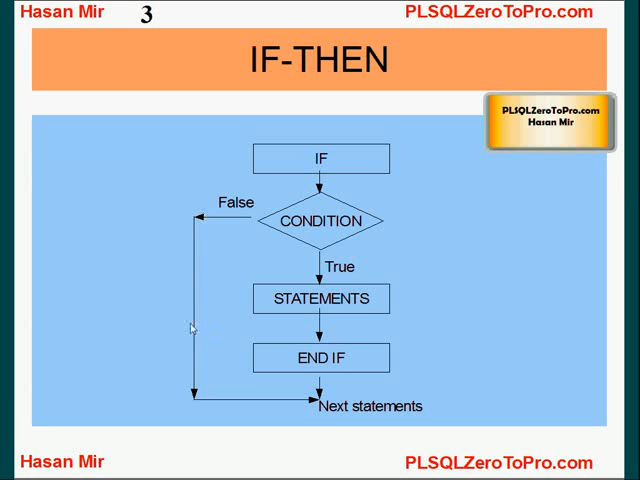 Hasan Mir 3 PLSQLZeroToPro.com
IF-THEN
PLSQLZeroToPro.com
Hasan Mir
IF
False
CONDITION
True
STATEMENTS
END IF
Next statements
Hasan Mir PLSQLZeroToPro.com